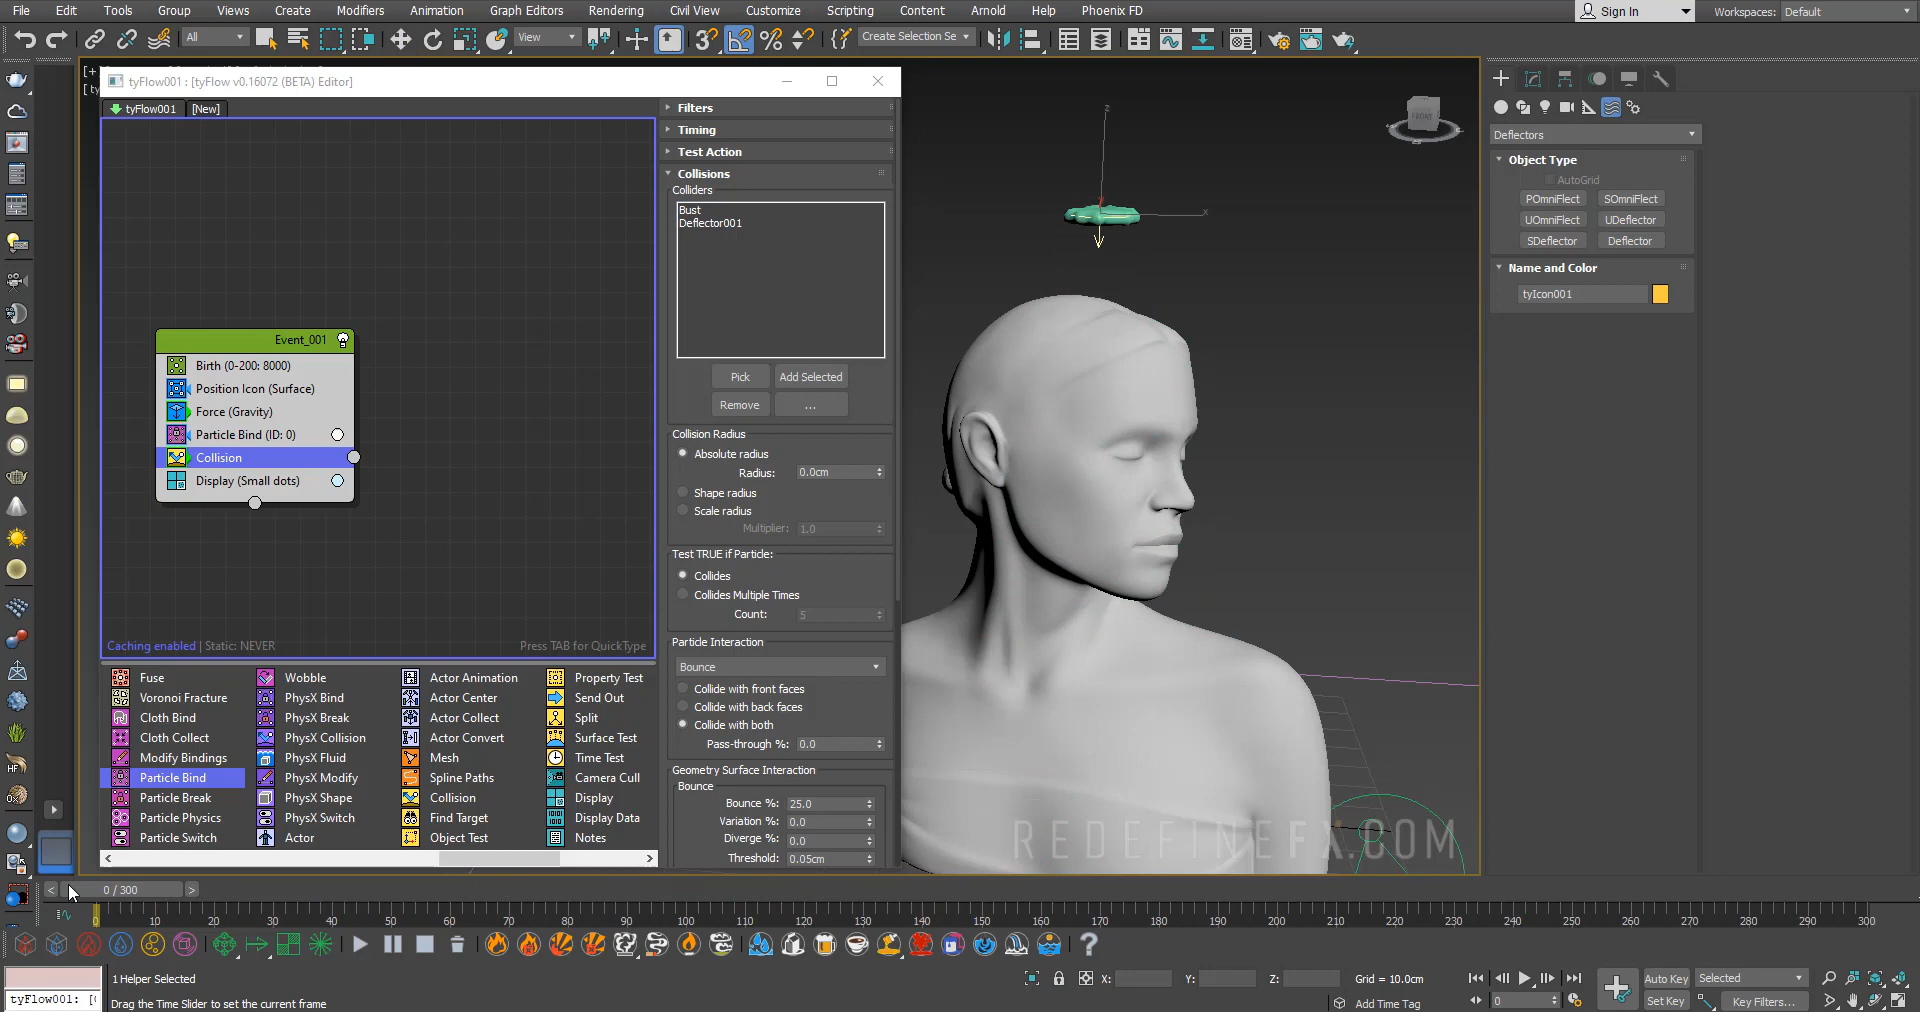 File Edit Tools Group Views Create Modifiers Animation Graph Editors Rendering Civil View Customize Scripting Content Arnold Help Phoenix FD Sign In Workspaces: Default
All View Create Selection Se
[+
tyFlow001 : [tyFlow v0.16072 (BETA) Editor]
tyFlow001 [New]
Filters
Timing
Test Action
Collisions
Colliders
Bust
Deflector001
Pick Add Selected
Remove ...
Collision Radius
Absolute radius
Radius: 0.0cm
Shape radius
Scale radius
Multiplier: 1.0
Test TRUE if Particle:
Collides
Collides Multiple Times
Count: 5
Particle Interaction
Bounce
Collide with front faces
Collide with back faces
Collide with both
Pass-through %: 0.0
Geometry Surface Interaction
Bounce
Bounce %: 25.0
Variation %: 0.0
Diverge %: 0.0
Threshold: 0.05cm
Event_001
Birth (0-200: 8000)
Position Icon (Surface)
Force (Gravity)
Particle Bind (ID: 0)
Collision
Display (Small dots)
Caching enabled | Static: NEVER Press TAB for QuickType
Fuse Wobble Actor Animation Property Test
Voronoi Fracture PhysX Bind Actor Center Send Out
Cloth Bind PhysX Break Actor Collect Split
Cloth Collect PhysX Collision Actor Convert Surface Test
Modify Bindings PhysX Fluid Mesh Time Test
Particle Bind PhysX Modify Spline Paths Camera Cull
Particle Break PhysX Shape Collision Display
Particle Physics PhysX Switch Find Target Display Data
Particle Switch Actor Object Test Notes
z
x
FRONT
REDEFINEFX.COM
Deflectors
Object Type
AutoGrid
POmniFlect SOmniFlect
UOmniFlect UDeflector
SDeflector Deflector
Name and Color
tyIcon001
HF
< 0 / 300 >
0 10 20 30 40 50 60 70 80 90 100 110 120 130 140 150 160 170 180 190 200 210 220 230 240 250 260 270 280 290 300
1 Helper Selected X: Y: Z: Grid = 10.0cm Auto Key Selected
tyFlow001: [( Drag the Time Slider to set the current frame Add Time Tag 0 Set Key Key Filters...